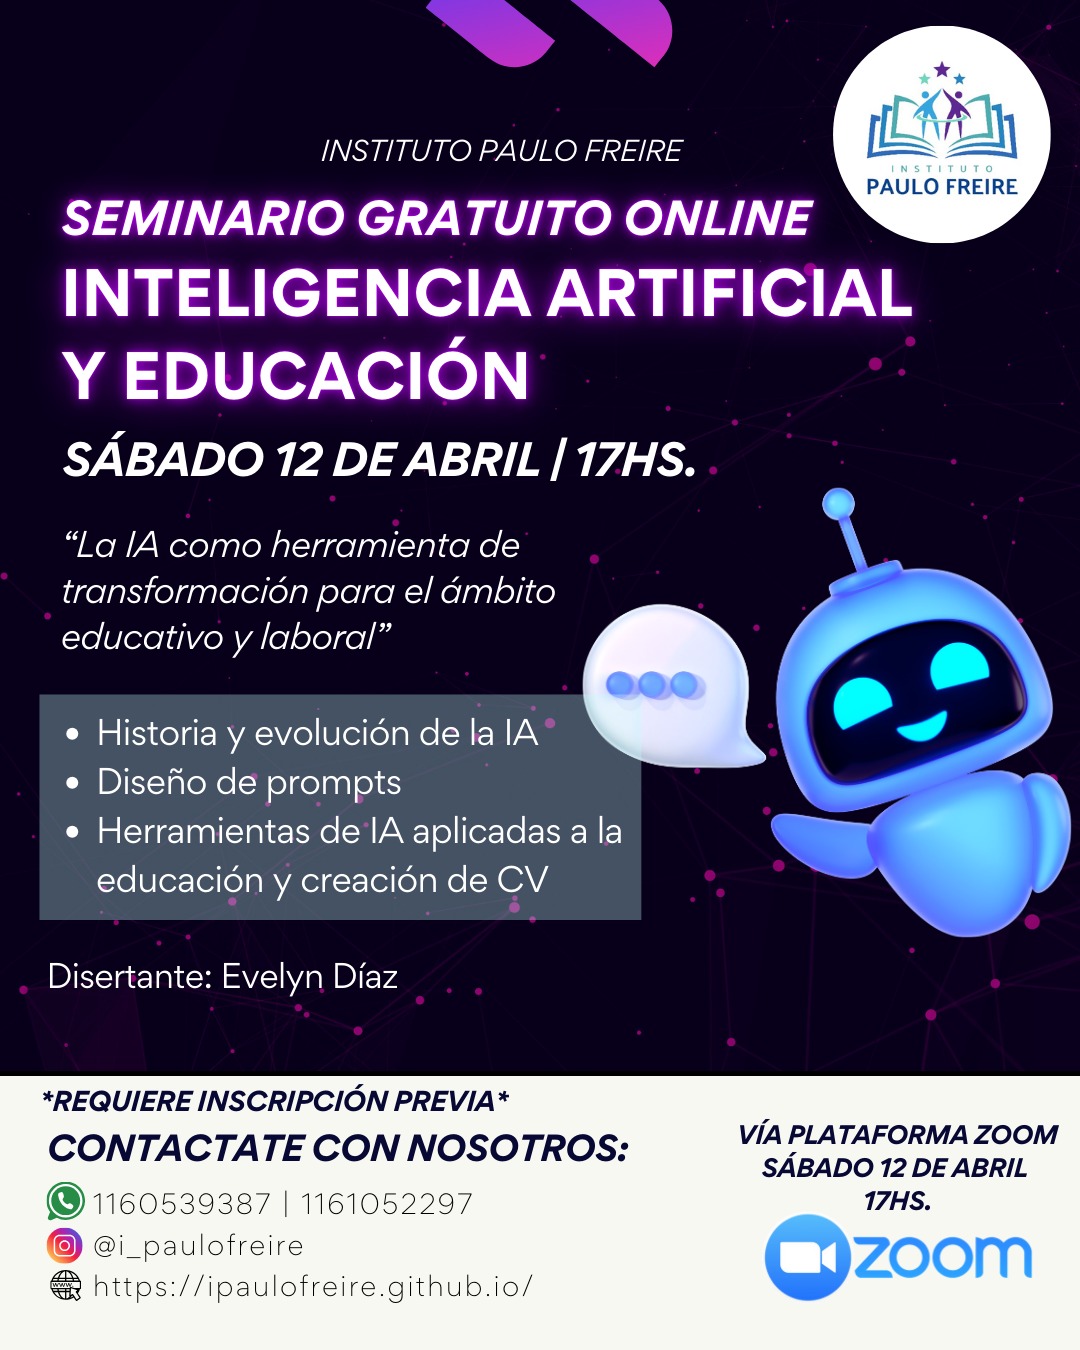 INSTITUTO
PAULO FREIRE
INSTITUTO PAULO FREIRE
SEMINARIO GRATUITO ONLINE
INTELIGENCIA ARTIFICIAL
Y EDUCACIÓN
SÁBADO 12 DE ABRIL | 17HS.
“La IA como herramienta de
transformación para el ámbito
educativo y laboral”
• Historia y evolución de la IA
• Diseño de prompts
• Herramientas de IA aplicadas a la
educación y creación de CV
Disertante: Evelyn Díaz
*REQUIERE INSCRIPCIÓN PREVIA*
CONTACTATE CON NOSOTROS:
1160539387 | 1161052297
@i_paulofreire
www.
https://ipaulofreire.github.io/
VÍA PLATAFORMA ZOOM
SÁBADO 12 DE ABRIL
17HS.
zoom